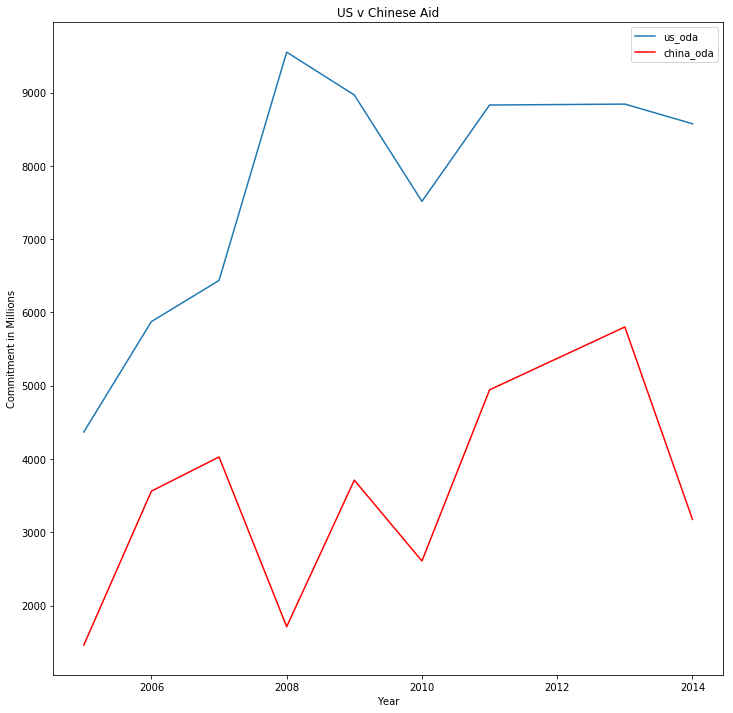 US v Chinese Aid
us_oda
china_oda
Commitment in Millions
9000
8000
7000
6000
5000
4000
3000
2000
2006 2008 2010 2012 2014
Year